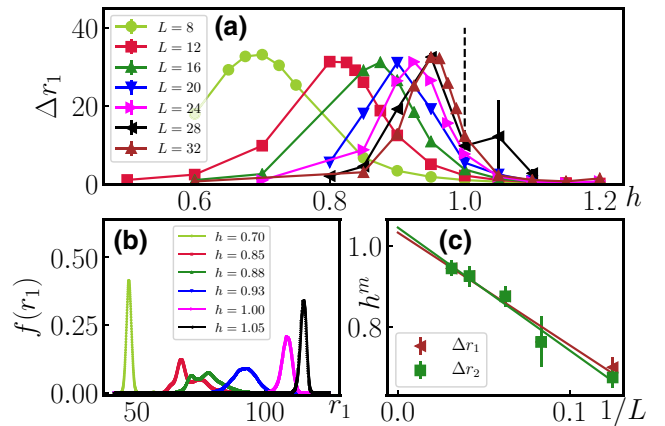 (a)
40
20
0
Δr₁
L = 8
L = 12
L = 16
L = 20
L = 24
L = 28
L = 32
0.6 0.8 1.0 1.2 h
(b)
0.50
0.25
0.00
f(r₁)
h = 0.70
h = 0.85
h = 0.88
h = 0.93
h = 1.00
h = 1.05
50 100 r₁
(c)
1.0
0.8
hᵐ
Δr₁
Δr₂
0.0 0.1 1/L